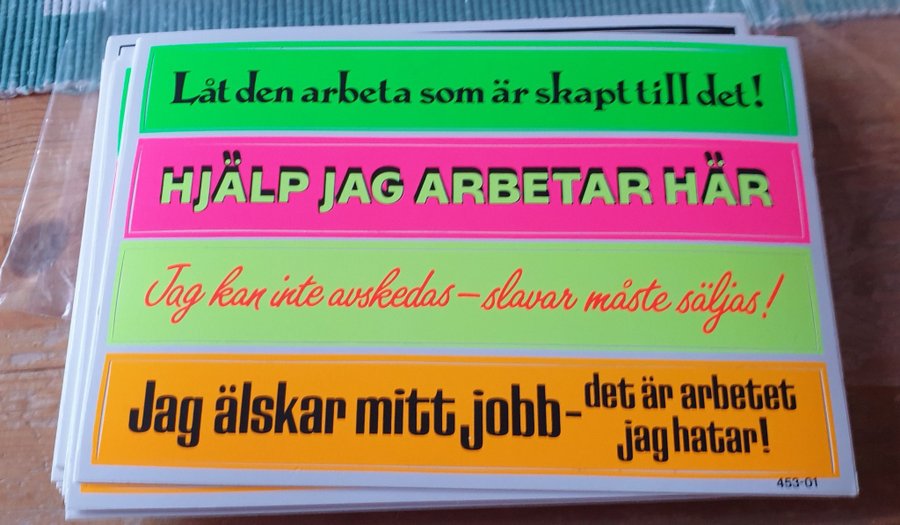 Låt den arbeta som är skapt till det!
HJÄLP JAG ARBETAR HÄR
Jag kan inte avskedas – slavar måste säljas!
Jag älskar mitt jobb - det är arbetet
jag hatar!
453-01